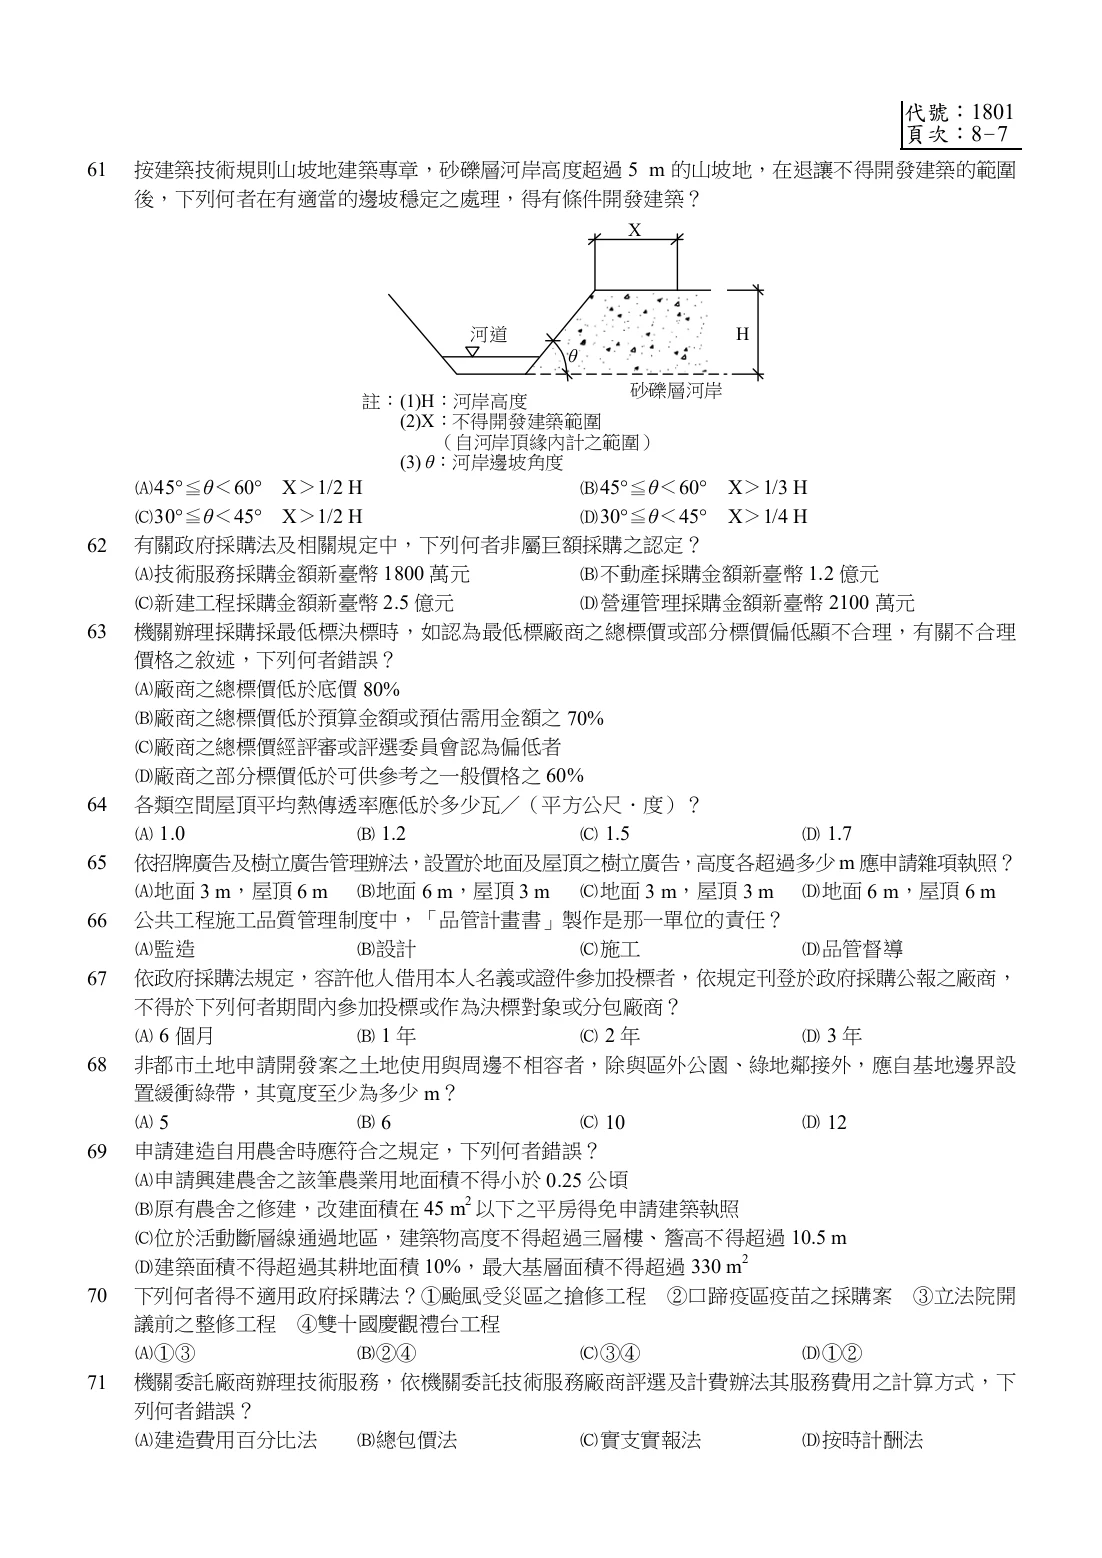 代號：1801
頁次：8－7
61 按建築技術規則山坡地建築專章，砂礫層河岸高度超過 5 m 的山坡地，在退讓不得開發建築的範圍
後，下列何者在有適當的邊坡穩定之處理，得有條件開發建築？
X
河道
θ
H
砂礫層河岸
註：(1)H：河岸高度
(2)X：不得開發建築範圍
（自河岸頂緣內計之範圍）
(3) θ：河岸邊坡角度
(A)45°≦θ＜60° X＞1/2 H (B)45°≦θ＜60° X＞1/3 H
(C)30°≦θ＜45° X＞1/2 H (D)30°≦θ＜45° X＞1/4 H
62 有關政府採購法及相關規定中，下列何者非屬巨額採購之認定？
(A)技術服務採購金額新臺幣 1800 萬元 (B)不動產採購金額新臺幣 1.2 億元
(C)新建工程採購金額新臺幣 2.5 億元 (D)營運管理採購金額新臺幣 2100 萬元
63 機關辦理採購採最低標決標時，如認為最低標廠商之總標價或部分標價偏低顯不合理，有關不合理
價格之敘述，下列何者錯誤？
(A)廠商之總標價低於底價 80%
(B)廠商之總標價低於預算金額或預估需用金額之 70%
(C)廠商之總標價經評審或評選委員會認為偏低者
(D)廠商之部分標價低於可供參考之一般價格之 60%
64 各類空間屋頂平均熱傳透率應低於多少瓦／（平方公尺．度）？
(A) 1.0 (B) 1.2 (C) 1.5 (D) 1.7
65 依招牌廣告及樹立廣告管理辦法，設置於地面及屋頂之樹立廣告，高度各超過多少 m 應申請雜項執照？
(A)地面 3 m，屋頂 6 m (B)地面 6 m，屋頂 3 m (C)地面 3 m，屋頂 3 m (D)地面 6 m，屋頂 6 m
66 公共工程施工品質管理制度中，「品管計畫書」製作是那一單位的責任？
(A)監造 (B)設計 (C)施工 (D)品管督導
67 依政府採購法規定，容許他人借用本人名義或證件參加投標者，依規定刊登於政府採購公報之廠商，
不得於下列何者期間內參加投標或作為決標對象或分包廠商？
(A) 6 個月 (B) 1 年 (C) 2 年 (D) 3 年
68 非都市土地申請開發案之土地使用與周邊不相容者，除與區外公園、綠地鄰接外，應自基地邊界設
置緩衝綠帶，其寬度至少為多少 m？
(A) 5 (B) 6 (C) 10 (D) 12
69 申請建造自用農舍時應符合之規定，下列何者錯誤？
(A)申請興建農舍之該筆農業用地面積不得小於 0.25 公頃
(B)原有農舍之修建，改建面積在 45 m² 以下之平房得免申請建築執照
(C)位於活動斷層線通過地區，建築物高度不得超過三層樓、簷高不得超過 10.5 m
(D)建築面積不得超過其耕地面積 10%，最大基層面積不得超過 330 m²
70 下列何者得不適用政府採購法？①颱風受災區之搶修工程 ②口蹄疫區疫苗之採購案 ③立法院開
議前之整修工程 ④雙十國慶觀禮台工程
(A)①③ (B)②④ (C)③④ (D)①②
71 機關委託廠商辦理技術服務，依機關委託技術服務廠商評選及計費辦法其服務費用之計算方式，下
列何者錯誤？
(A)建造費用百分比法 (B)總包價法 (C)實支實報法 (D)按時計酬法